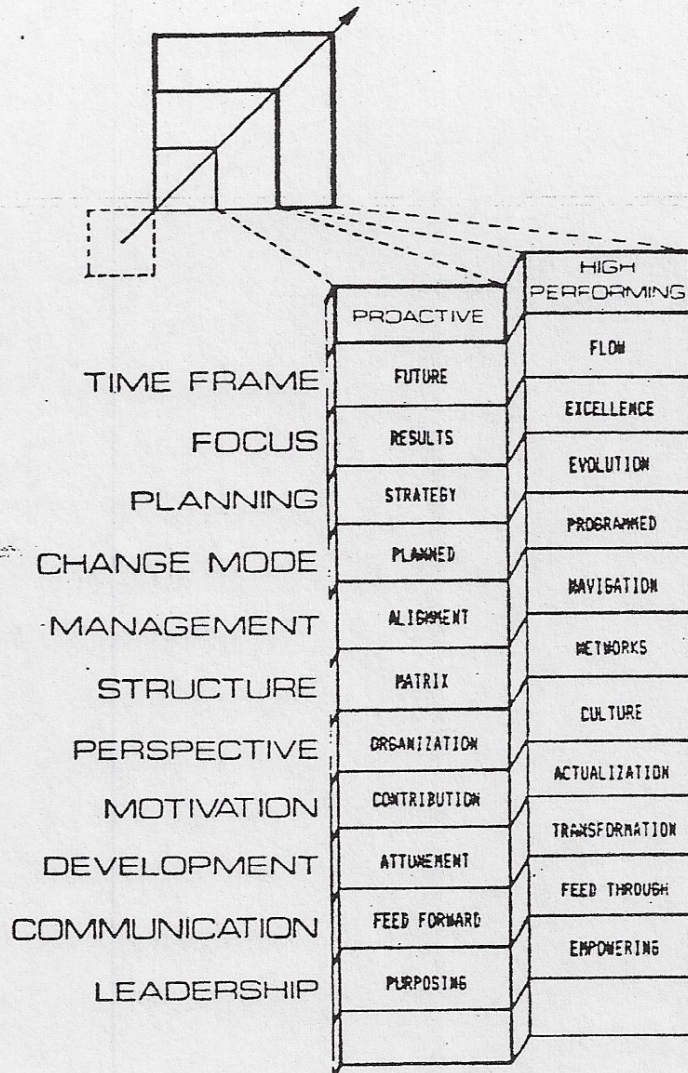 HIGH
PERFORMING
PROACTIVE
TIME FRAME FUTURE FLOW
FOCUS RESULTS EXCELLENCE
PLANNING STRATEGY EVOLUTION
CHANGE MODE PLANNED PROGRAMMED
MANAGEMENT ALIGNMENT NAVIGATION
STRUCTURE MATRIX NETWORKS
PERSPECTIVE ORGANIZATION CULTURE
MOTIVATION CONTRIBUTION ACTUALIZATION
DEVELOPMENT ATTUNEMENT TRANSFORMATION
COMMUNICATION FEED FORWARD FEED THROUGH
LEADERSHIP PURPOSING EMPOWERING